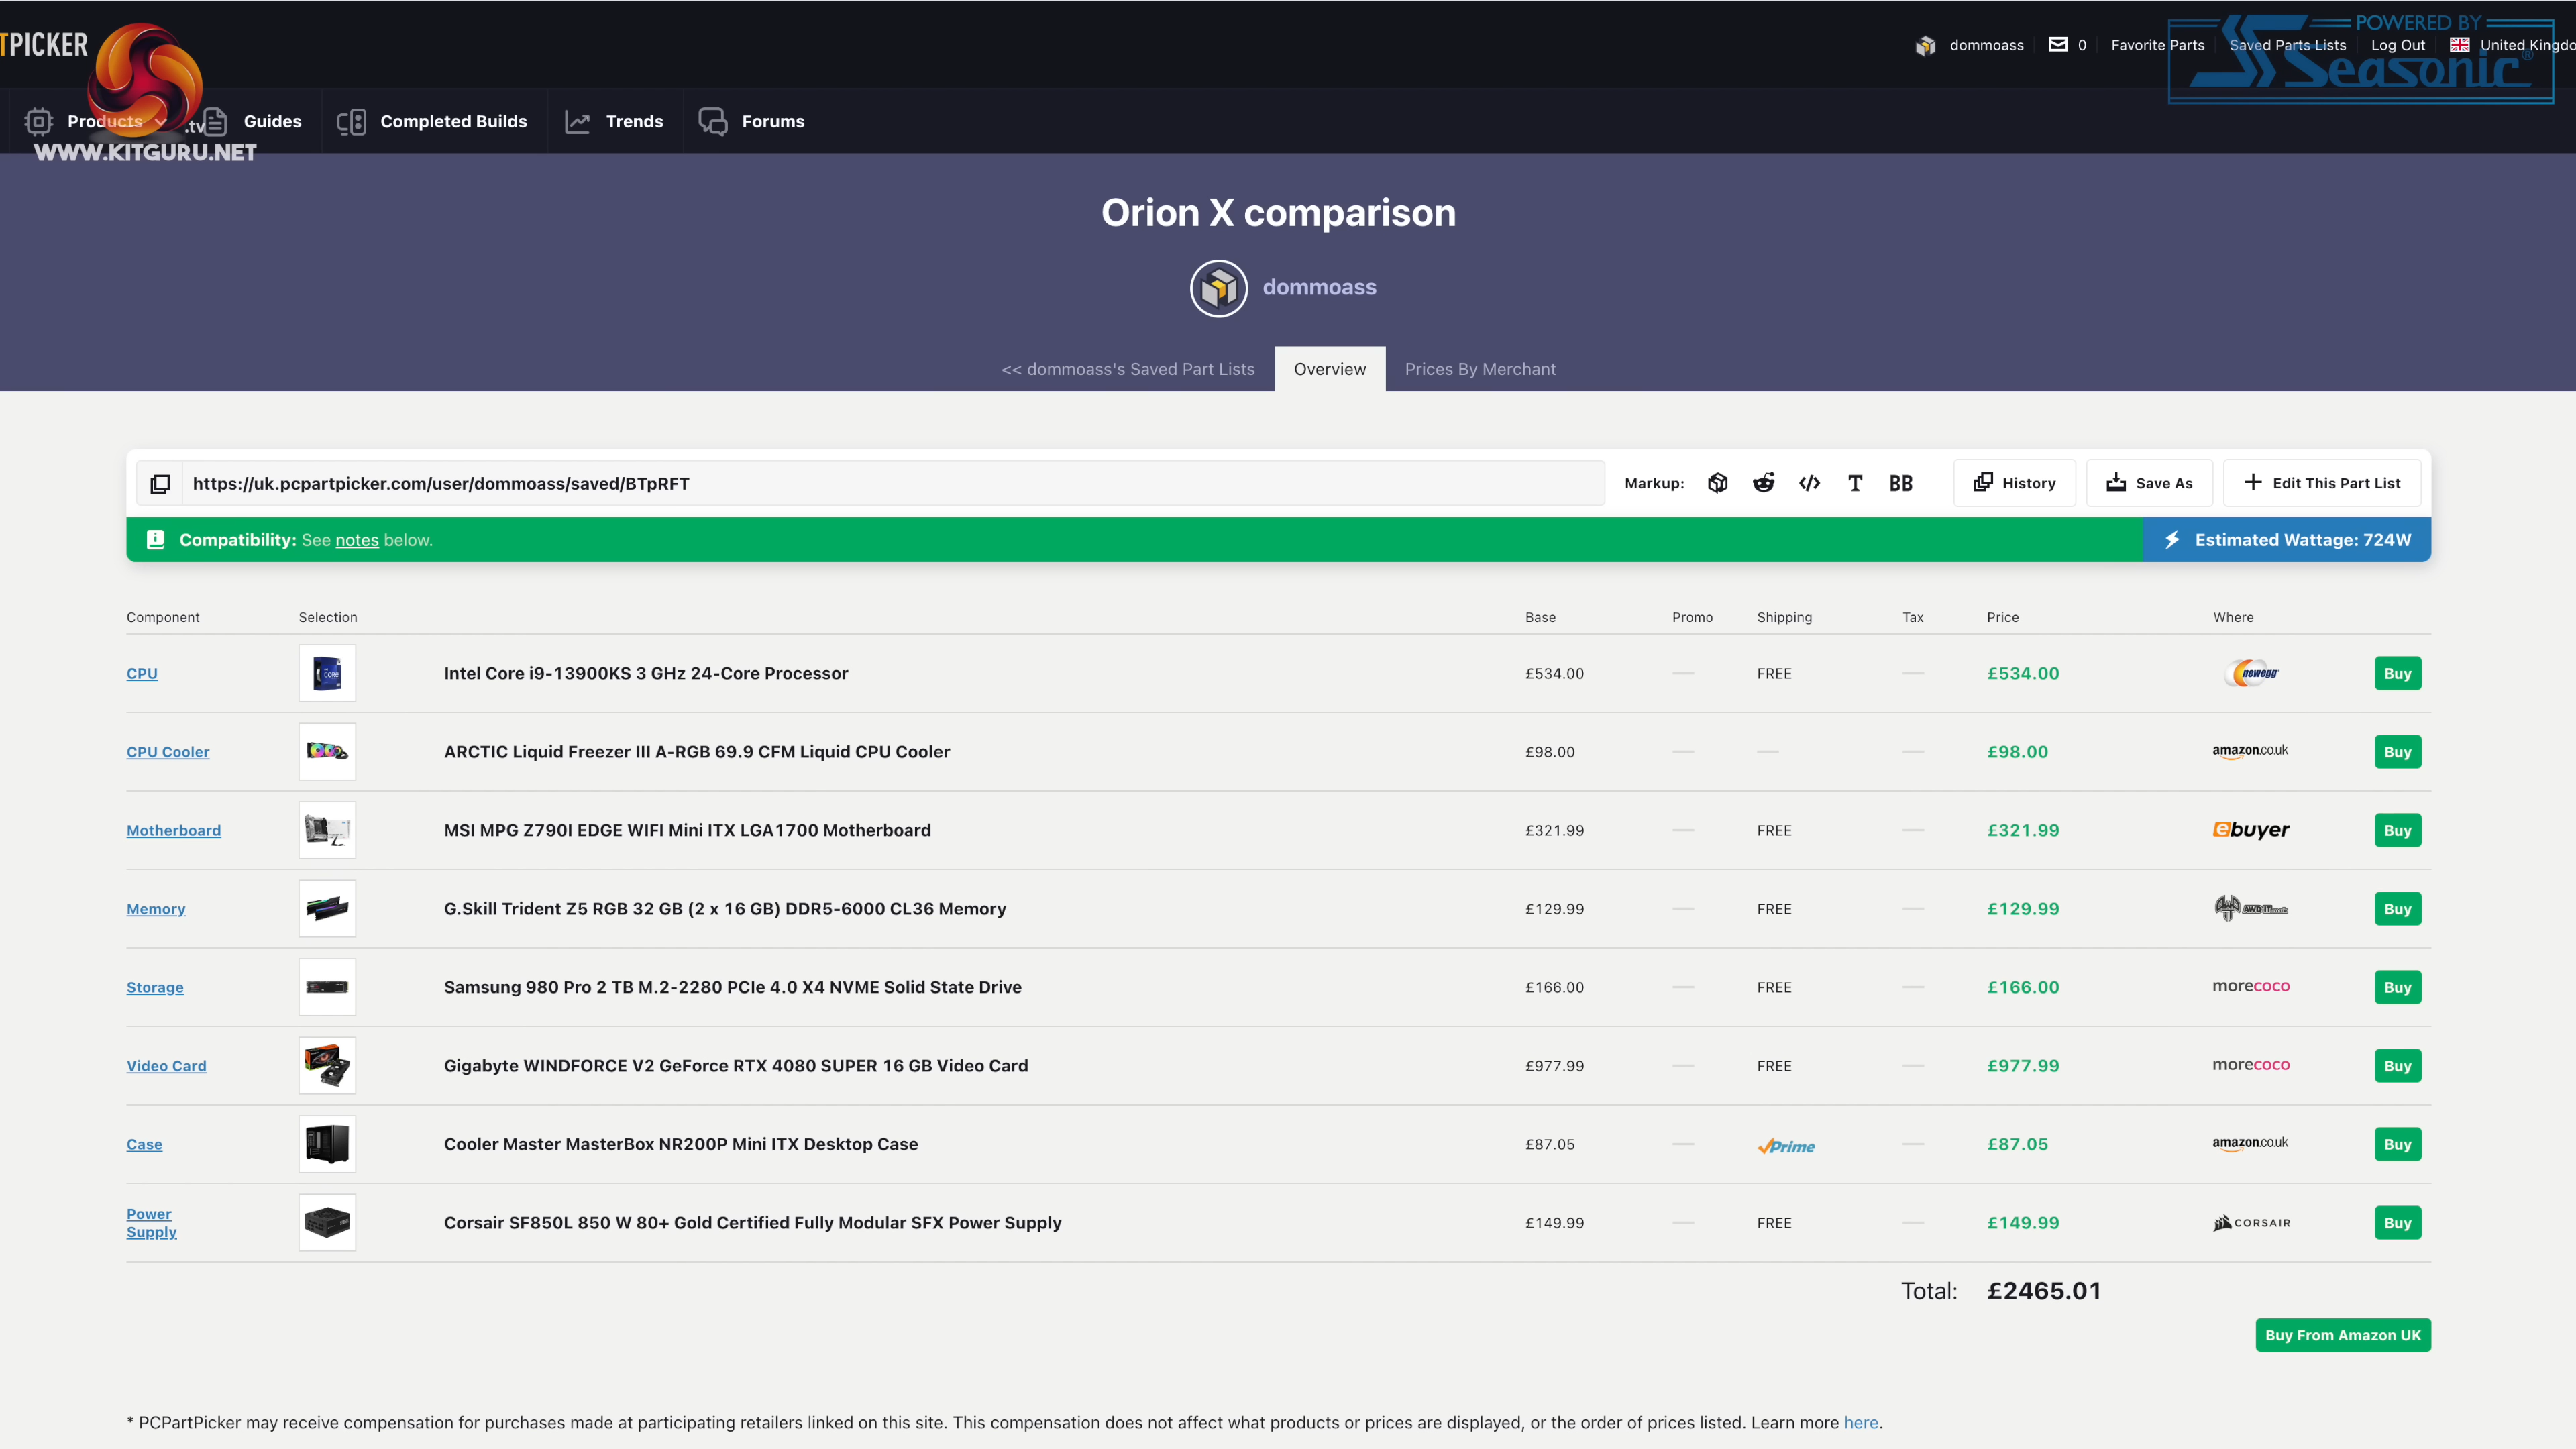 TPICKER
dommoass
0
Favorite Parts
Saved Parts Lists
Log Out
United Kingdo
POWERED BY
Seasonic®
Products
.tv
Guides
Completed Builds
Trends
Forums
WWW.KITGURU.NET
Orion X comparison
dommoass
<< dommoass's Saved Part Lists
Overview
Prices By Merchant
https://uk.pcpartpicker.com/user/dommoass/saved/BTpRFT
Markup:
T
BB
History
Save As
Edit This Part List
Compatibility: See notes below.
Estimated Wattage: 724W
Component Selection Base Promo Shipping Tax Price Where
CPU Intel Core i9-13900KS 3 GHz 24-Core Processor £534.00 — FREE — £534.00 newegg Buy
CPU Cooler ARCTIC Liquid Freezer III A-RGB 69.9 CFM Liquid CPU Cooler £98.00 — — — £98.00 amazon.co.uk Buy
Motherboard MSI MPG Z790I EDGE WIFI Mini ITX LGA1700 Motherboard £321.99 — FREE — £321.99 ebuyer Buy
Memory G.Skill Trident Z5 RGB 32 GB (2 x 16 GB) DDR5-6000 CL36 Memory £129.99 — FREE — £129.99 AWD-IT Buy
Storage Samsung 980 Pro 2 TB M.2-2280 PCIe 4.0 X4 NVME Solid State Drive £166.00 — FREE — £166.00 morecoco Buy
Video Card Gigabyte WINDFORCE V2 GeForce RTX 4080 SUPER 16 GB Video Card £977.99 — FREE — £977.99 morecoco Buy
Case Cooler Master MasterBox NR200P Mini ITX Desktop Case £87.05 — Prime — £87.05 amazon.co.uk Buy
Power
Supply
Corsair SF850L 850 W 80+ Gold Certified Fully Modular SFX Power Supply £149.99 — FREE — £149.99 CORSAIR Buy
Total: £2465.01
Buy From Amazon UK
* PCPartPicker may receive compensation for purchases made at participating retailers linked on this site. This compensation does not affect what products or prices are displayed, or the order of prices listed. Learn more here.